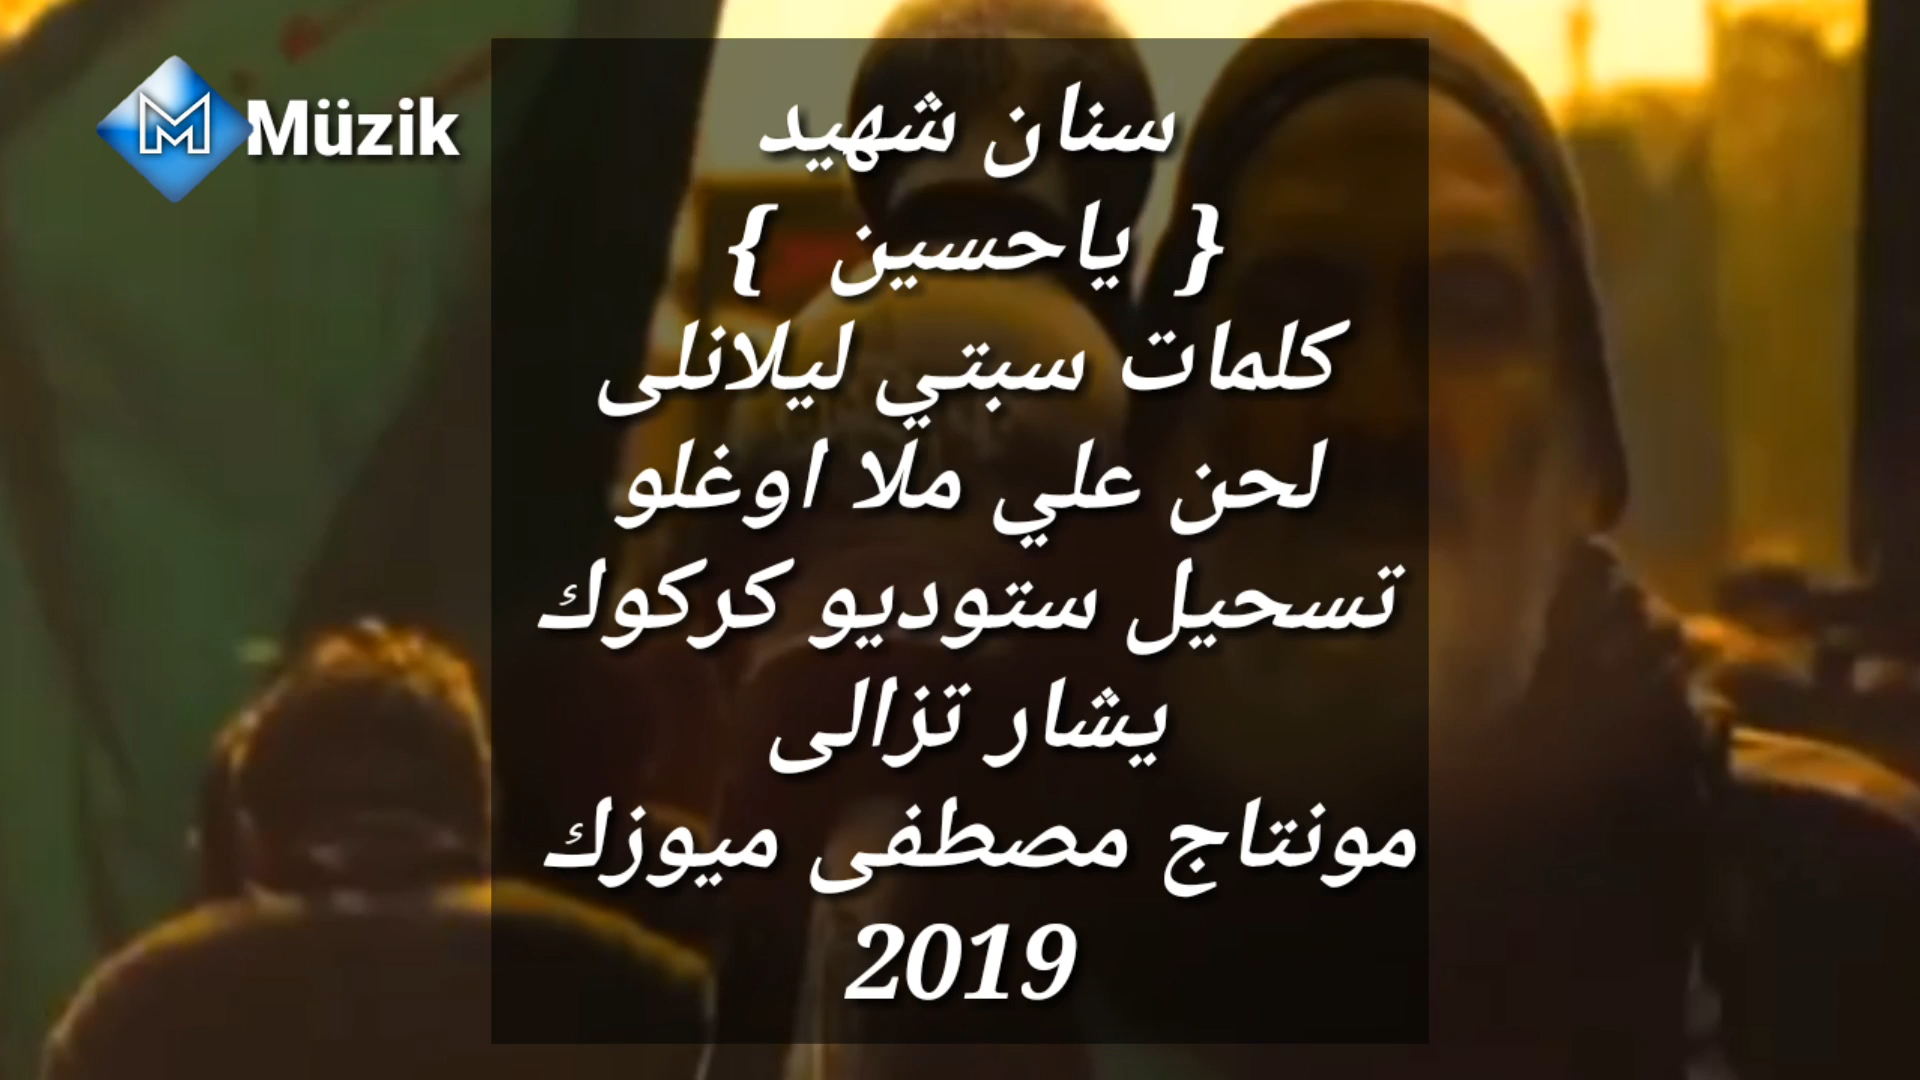 Müzik
سنان شهيد
{ ياحسين }
كلمات سبتي ليلانلى
لحن علي ملا اوغلو
تسحيل ستوديو كركوك
يشار تزالى
مونتاج مصطفى ميوزك
2019